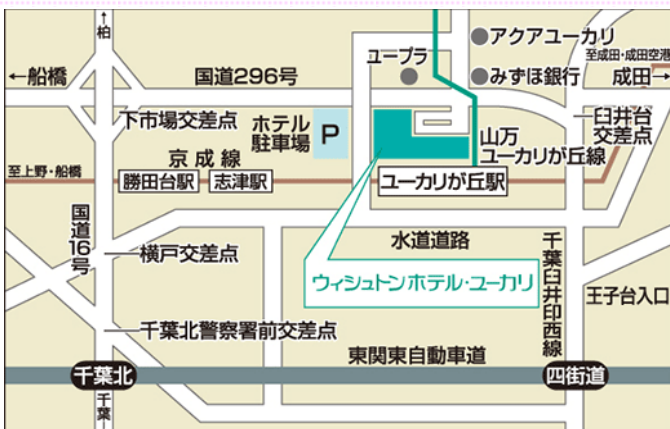 ↑柏
アクアユーカリ
ユープラ
至成田・成田空港
←船橋
国道296号
みずほ銀行
成田→
下市場交差点
ホテル
駐車場
P
臼井台
交差点
山万
ユーカリが丘線
京成線
至上野・船橋
勝田台駅
志津駅
ユーカリが丘駅
国道16号
水道道路
横戸交差点
千葉臼井印西線
ウィシュトンホテル・ユーカリ
王子台入口
千葉北警察署前交差点
東関東自動車道
千葉北
四街道
千葉↓